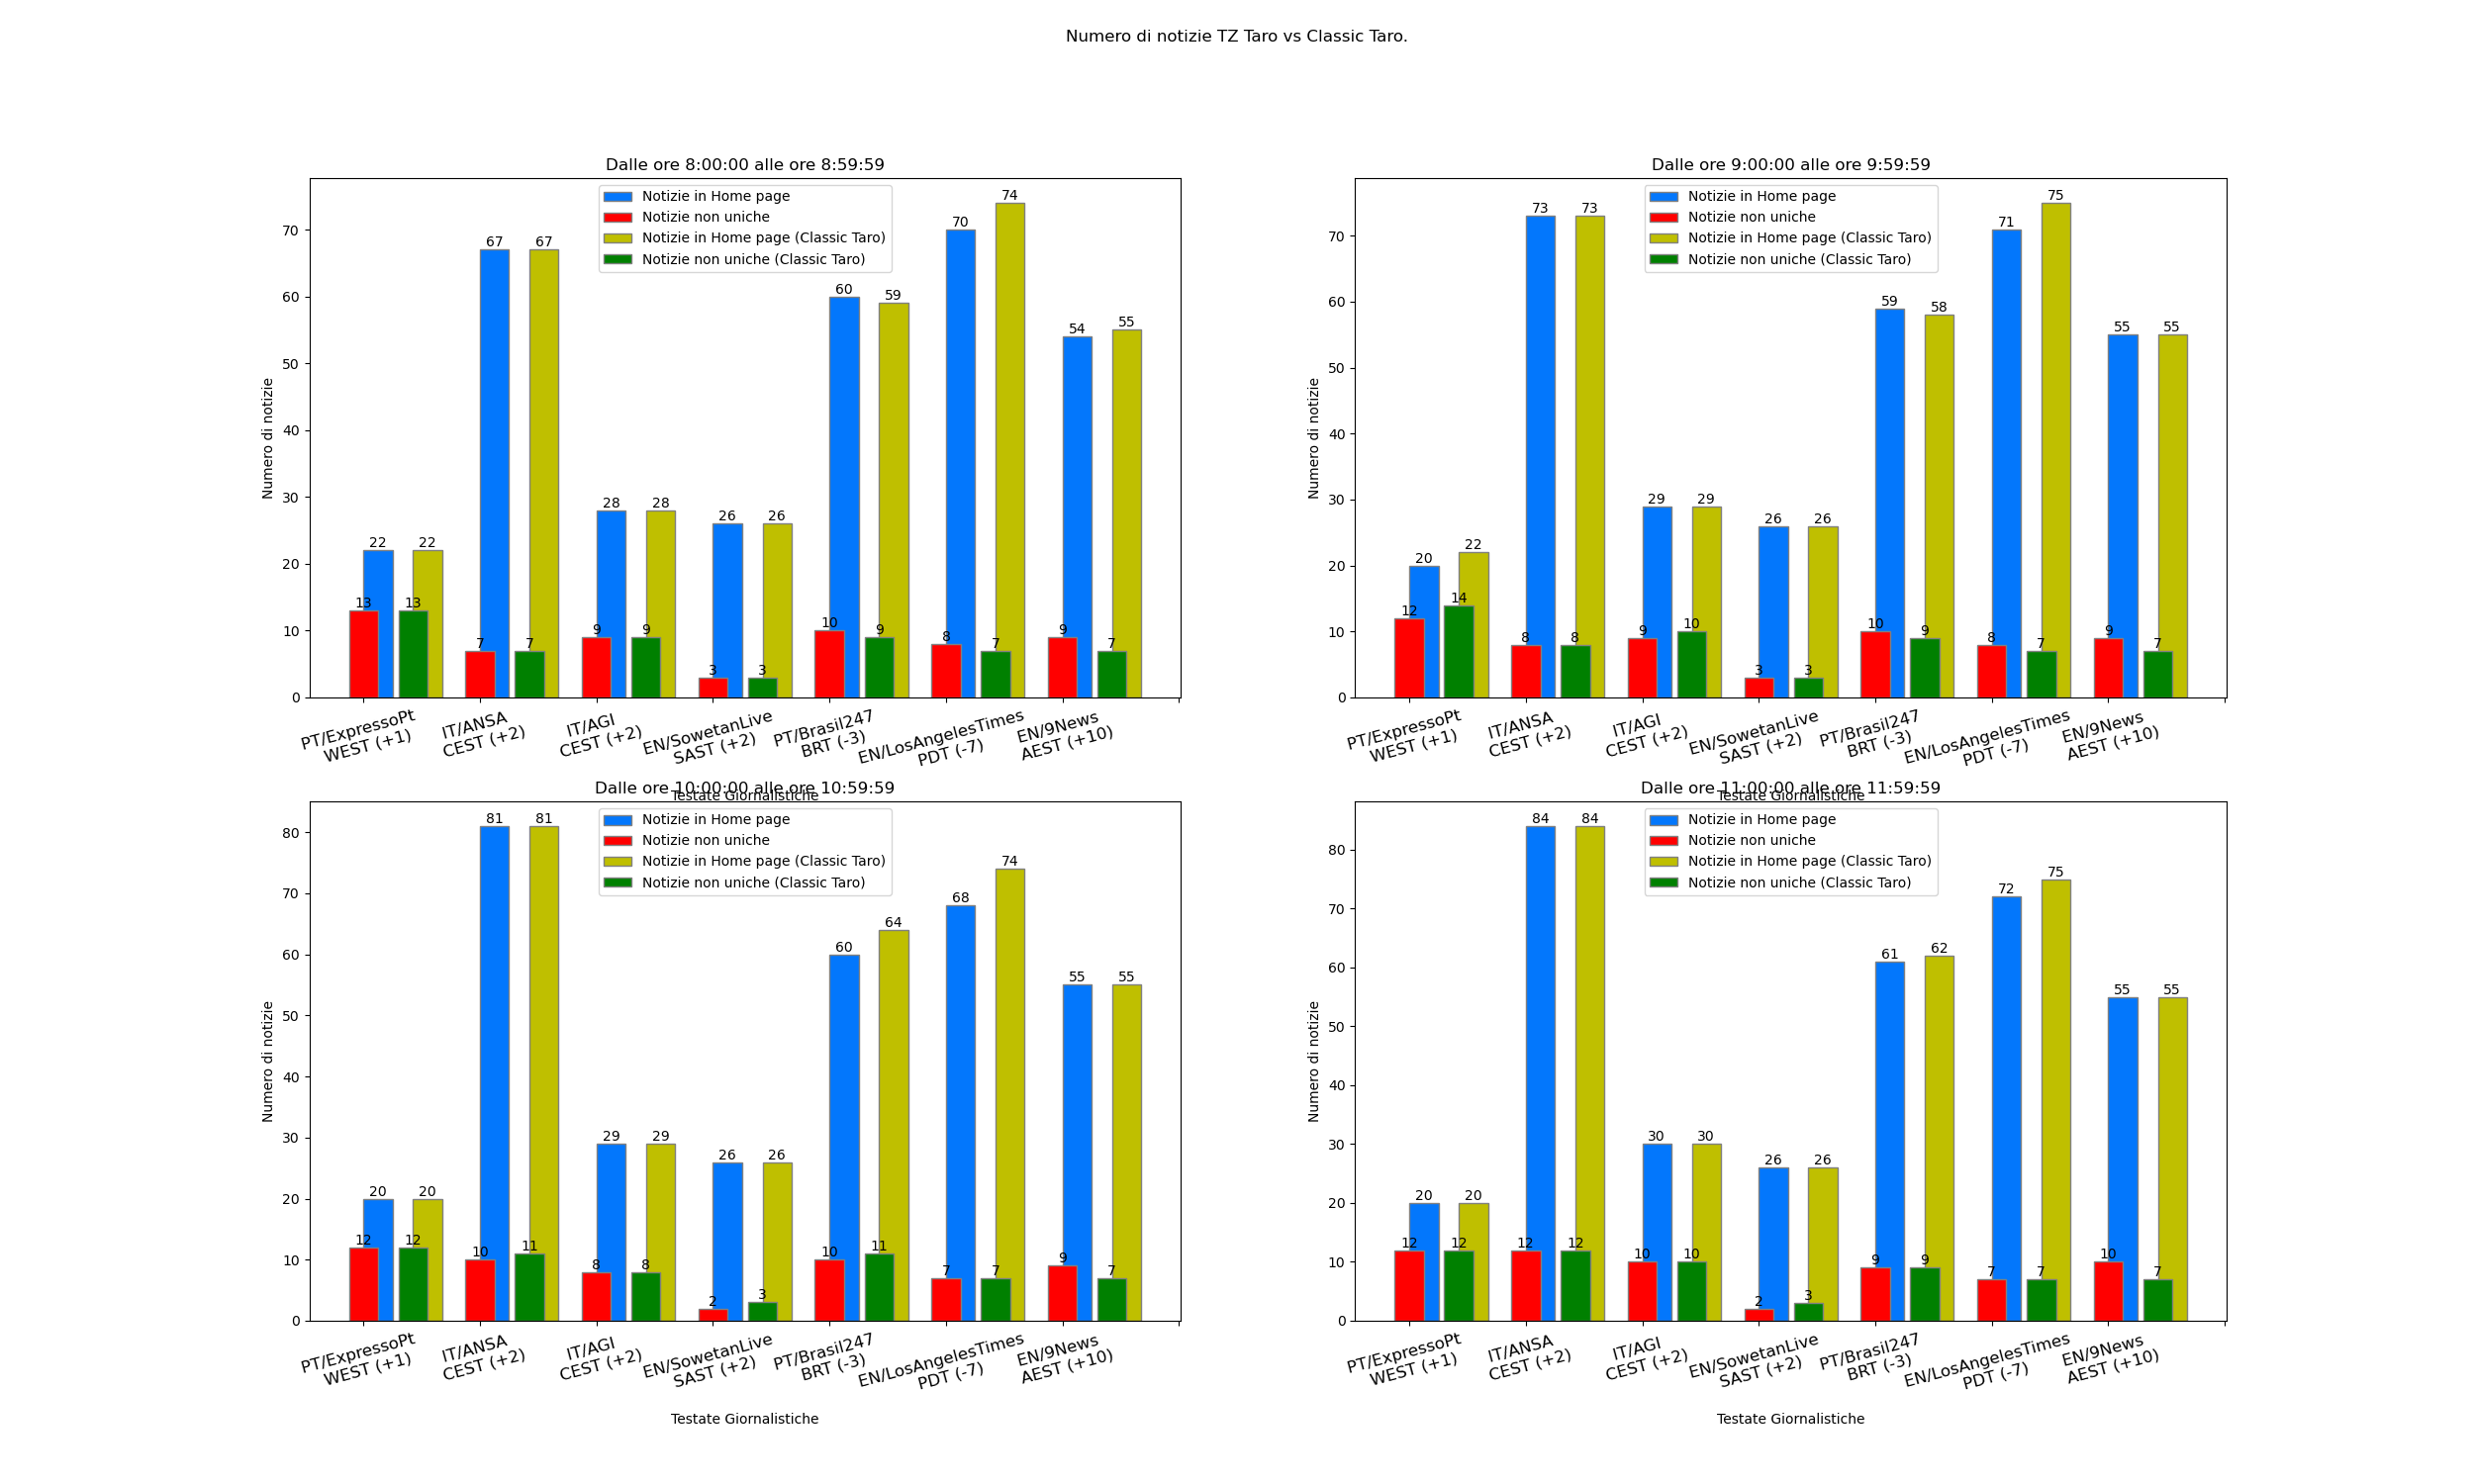 Numero di notizie TZ Taro vs Classic Taro.
Dalle ore 8:00:00 alle ore 8:59:59
Notizie in Home page
Notizie non uniche
Notizie in Home page (Classic Taro)
Notizie non uniche (Classic Taro)
Numero di notizie
70
60
50
40
30
20
10
0
22 67 28 26 60 70 54
13 7 9 3 10 8 9
22 67 28 26 59 74 55
13 7 9 3 9 7 7
PT/ExpressoPt
WEST (+1)
IT/ANSA
CEST (+2)
IT/AGI
CEST (+2)
EN/SowetanLive
SAST (+2)
PT/Brasil247
BRT (-3)
EN/LosAngelesTimes
PDT (-7)
EN/9News
AEST (+10)
Testate Giornalistiche
Dalle ore 9:00:00 alle ore 9:59:59
Notizie in Home page
Notizie non uniche
Notizie in Home page (Classic Taro)
Notizie non uniche (Classic Taro)
Numero di notizie
70
60
50
40
30
20
10
0
20 73 29 26 59 71 55
12 8 9 3 10 8 9
22 73 29 26 58 75 55
14 8 10 3 9 7 7
PT/ExpressoPt
WEST (+1)
IT/ANSA
CEST (+2)
IT/AGI
CEST (+2)
EN/SowetanLive
SAST (+2)
PT/Brasil247
BRT (-3)
EN/LosAngelesTimes
PDT (-7)
EN/9News
AEST (+10)
Testate Giornalistiche
Dalle ore 10:00:00 alle ore 10:59:59
Notizie in Home page
Notizie non uniche
Notizie in Home page (Classic Taro)
Notizie non uniche (Classic Taro)
Numero di notizie
80
70
60
50
40
30
20
10
0
20 81 29 26 60 68 55
12 10 8 2 10 7 9
20 81 29 26 64 74 55
12 11 8 3 11 7 7
PT/ExpressoPt
WEST (+1)
IT/ANSA
CEST (+2)
IT/AGI
CEST (+2)
EN/SowetanLive
SAST (+2)
PT/Brasil247
BRT (-3)
EN/LosAngelesTimes
PDT (-7)
EN/9News
AEST (+10)
Testate Giornalistiche
Dalle ore 11:00:00 alle ore 11:59:59
Notizie in Home page
Notizie non uniche
Notizie in Home page (Classic Taro)
Notizie non uniche (Classic Taro)
Numero di notizie
80
70
60
50
40
30
20
10
0
20 84 30 26 61 72 55
12 12 10 2 9 7 10
20 84 30 26 62 75 55
12 12 10 3 9 7 7
PT/ExpressoPt
WEST (+1)
IT/ANSA
CEST (+2)
IT/AGI
CEST (+2)
EN/SowetanLive
SAST (+2)
PT/Brasil247
BRT (-3)
EN/LosAngelesTimes
PDT (-7)
EN/9News
AEST (+10)
Testate Giornalistiche